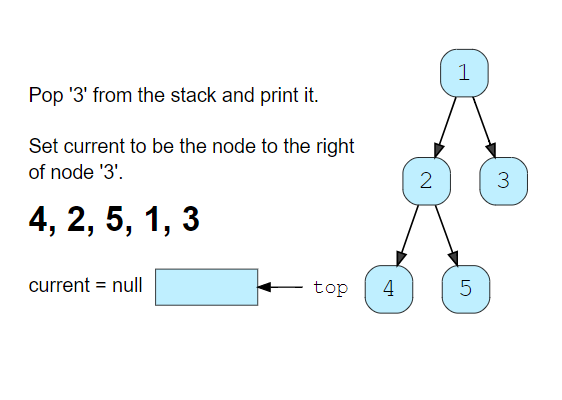 Pop '3' from the stack and print it.
Set current to be the node to the right
of node '3'.
4, 2, 5, 1, 3
current = null
top
1
2
3
4
5